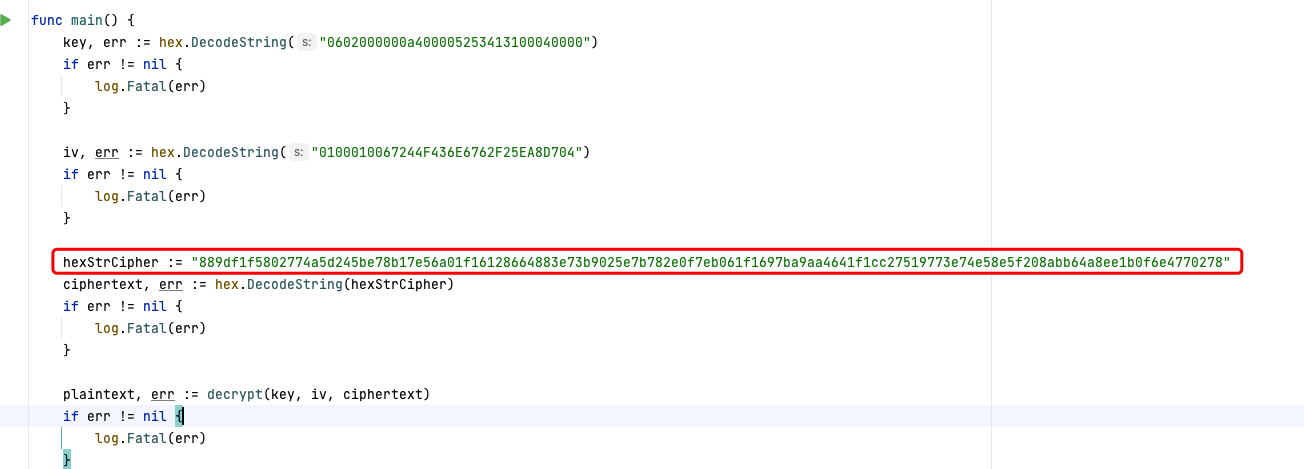 func main() {
key, err := hex.DecodeString( s: "0602000000a400005253413100040000")
if err != nil {
log.Fatal(err)
}
iv, err := hex.DecodeString( s: "0100010067244F436E6762F25EA8D704")
if err != nil {
log.Fatal(err)
}
hexStrCipher := "889df1f5802774a5d245be78b17e56a01f16128664883e73b9025e7b782e0f7eb061f1697ba9aa4641f1cc27519773e74e58e5f208abb64a8ee1b0f6e4770278"
ciphertext, err := hex.DecodeString(hexStrCipher)
if err != nil {
log.Fatal(err)
}
plaintext, err := decrypt(key, iv, ciphertext)
if err != nil {
log.Fatal(err)
}